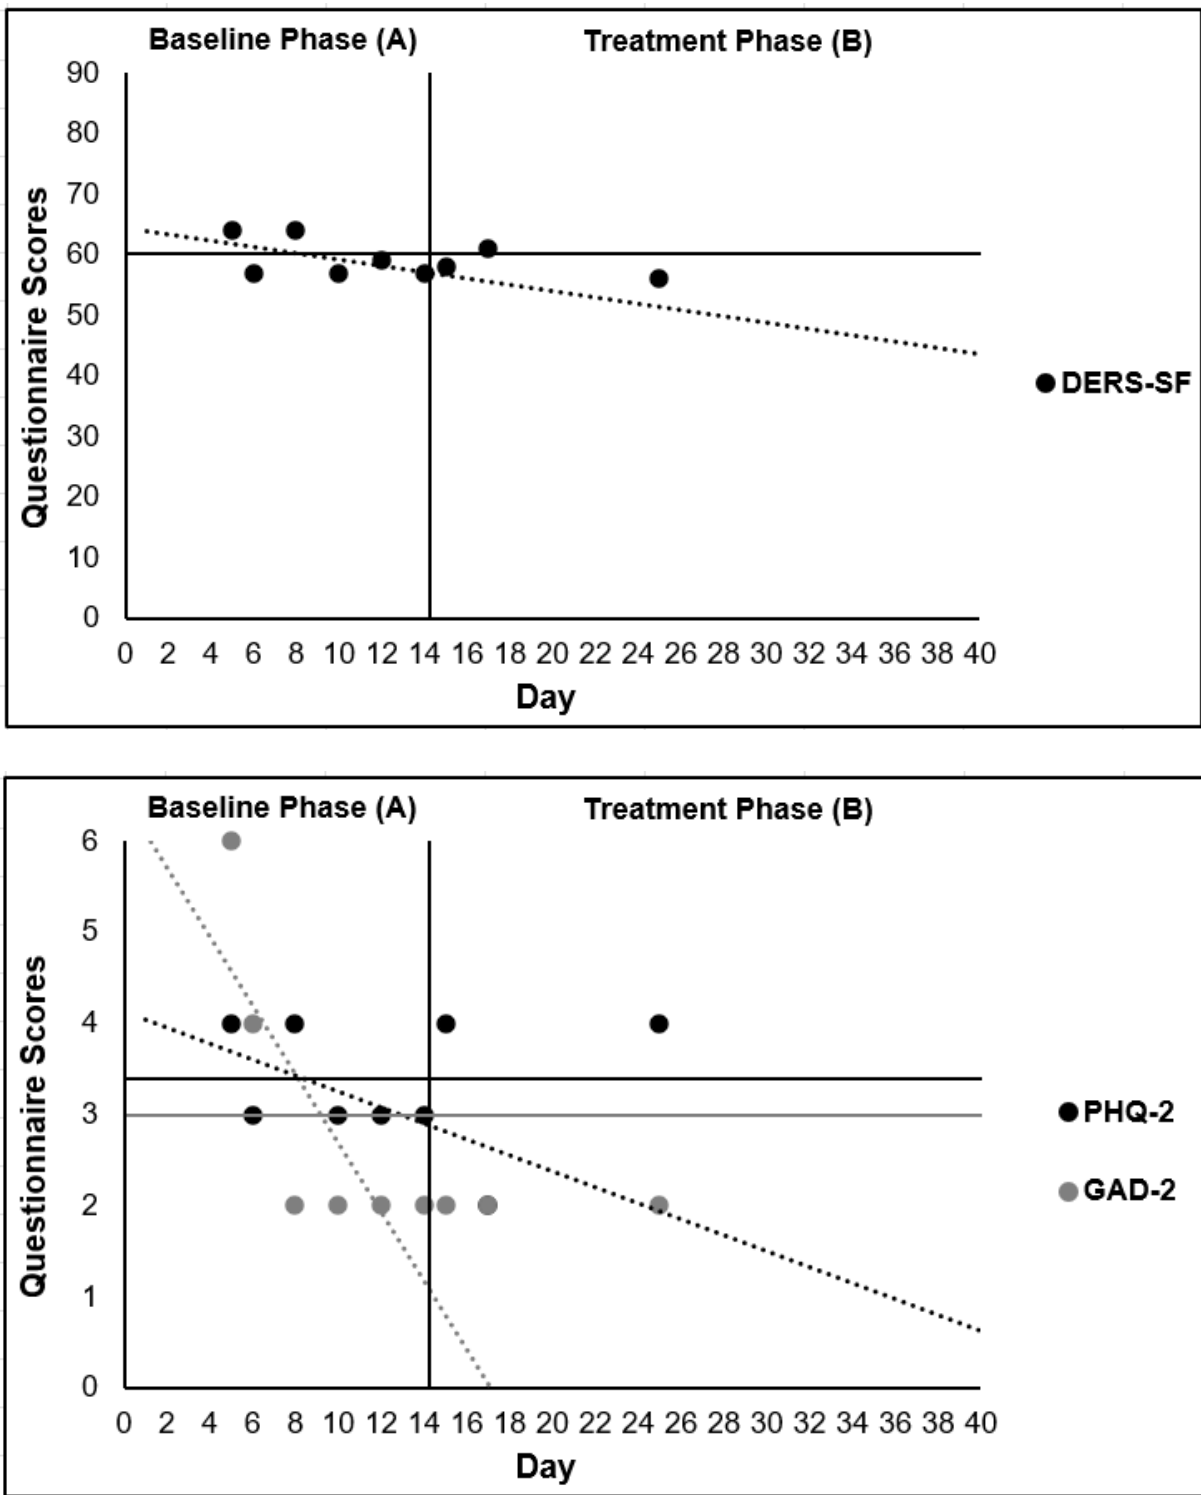 Baseline Phase (A) Treatment Phase (B)
90
80
70
60
50
40
30
20
10
0
Questionnaire Scores
0 2 4 6 8 10 12 14 16 18 20 22 24 26 28 30 32 34 36 38 40
Day
DERS-SF
Baseline Phase (A) Treatment Phase (B)
6
5
4
3
2
1
0
Questionnaire Scores
0 2 4 6 8 10 12 14 16 18 20 22 24 26 28 30 32 34 36 38 40
Day
PHQ-2
GAD-2